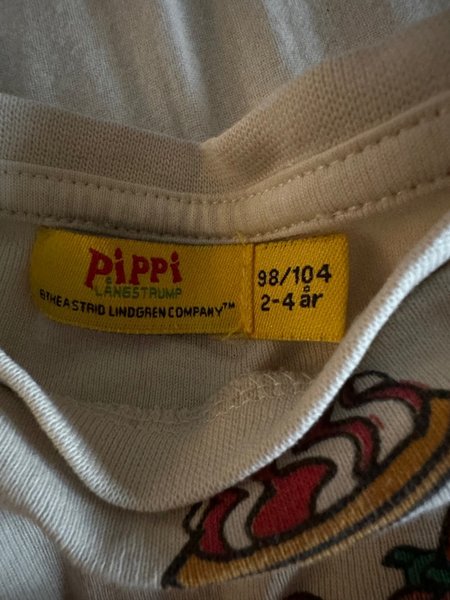 PiPPi
LÅNGSTRUMP
©THE ASTRID LINDGREN COMPANY™
98/104
2-4 år